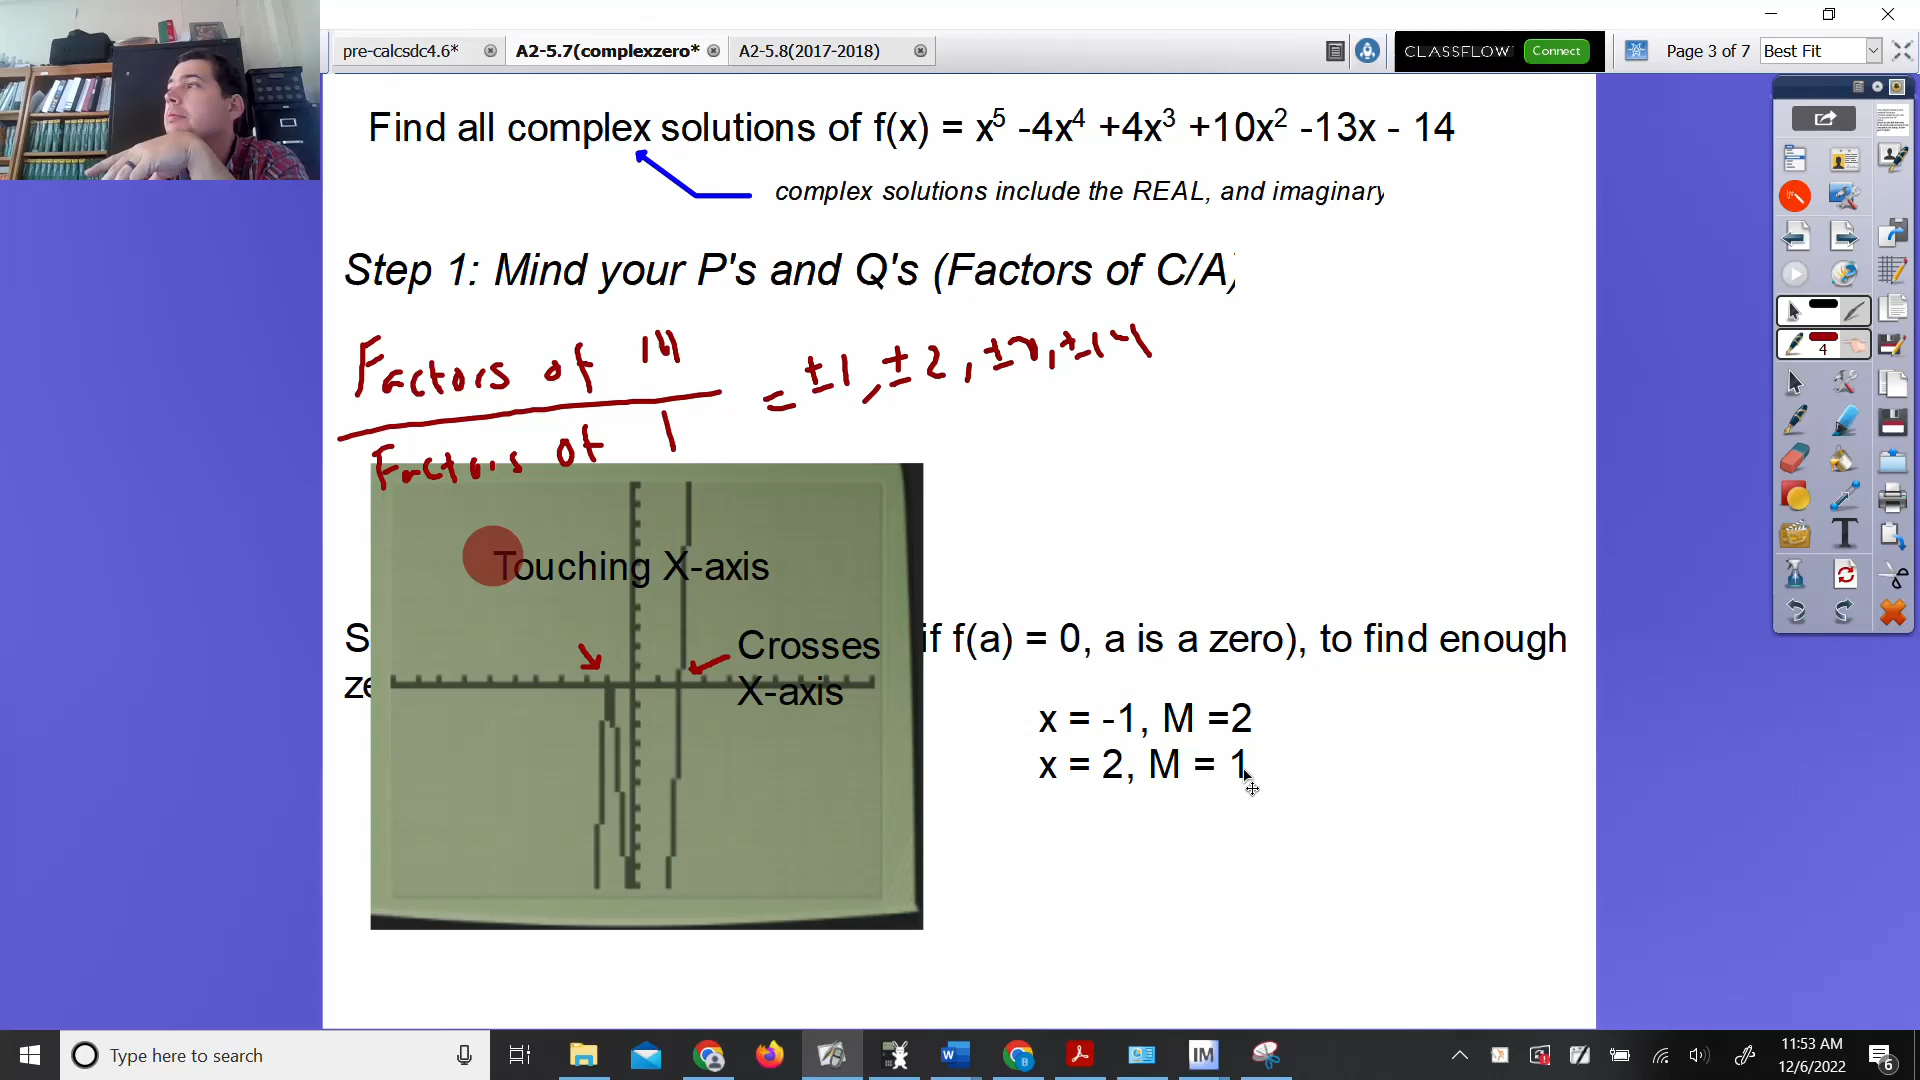 pre-calcsdc4.6*
A2-5.7(complexzero*
A2-5.8(2017-2018)
CLASSFLOW
Connect
Page 3 of 7
Best Fit
Find all complex solutions of f(x) = x⁵ -4x⁴ +4x³ +10x² -13x - 14
complex solutions include the REAL, and imaginary
Step 1: Mind your P's and Q's (Factors of C/A)
Factors of 14
Factors of 1
= ±1, ±2, ±7, ±14
Touching X-axis
Crosses
X-axis
if f(a) = 0, a is a zero), to find enough
x = -1, M =2
x = 2, M = 1
4
T
Type here to search
IM
11:53 AM
12/6/2022
6